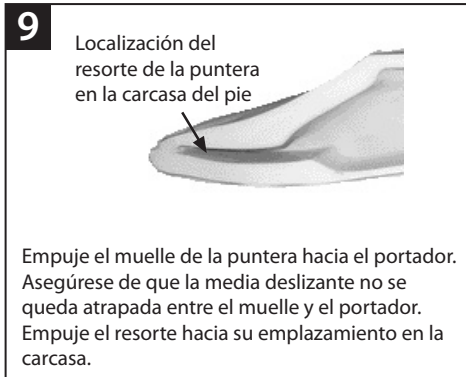 9
Localización del
resorte de la puntera
en la carcasa del pie
Empuje el muelle de la puntera hacia el portador.
Asegúrese de que la media deslizante no se
queda atrapada entre el muelle y el portador.
Empuje el resorte hacia su emplazamiento en la
carcasa.